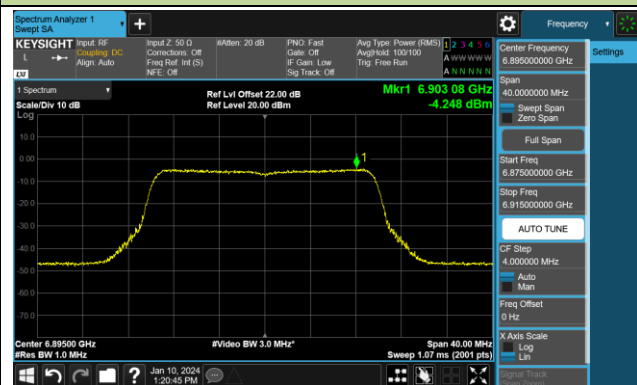 Spectrum Analyzer 1
Swept SA
Frequency
KEYSIGHT
Input: RF
Coupling: DC
Align: Auto
Input Z: 50 Ω
Corrections: Off
Freq Ref: Int (S)
NFE: Off
#Atten: 20 dB
PNO: Fast
Gate: Off
IF Gain: Low
Sig Track: Off
Avg Type: Power (RMS)
Avg|Hold: 100/100
Trig: Free Run
1 2 3 4 5 6
A W W W W W
A N N N N N
L
LXI
1 Spectrum
Scale/Div 10 dB
Log
Ref Lvl Offset 22.00 dB
Ref Level 20.00 dBm
Mkr1 6.903 08 GHz
-4.248 dBm
10.0
0.00
-10.0
-20.0
-30.0
-40.0
-50.0
-60.0
-70.0
1
Center 6.89500 GHz
#Res BW 1.0 MHz
#Video BW 3.0 MHz*
Span 40.00 MHz
Sweep 1.07 ms (2001 pts)
Center Frequency
6.895000000 GHz
Settings
Span
40.0000000 MHz
Swept Span
Zero Span
Full Span
Start Freq
6.875000000 GHz
Stop Freq
6.915000000 GHz
AUTO TUNE
CF Step
4.000000 MHz
Auto
Man
Freq Offset
0 Hz
X Axis Scale
Log
Lin
Signal Track
Jan 10, 2024
1:20:45 PM